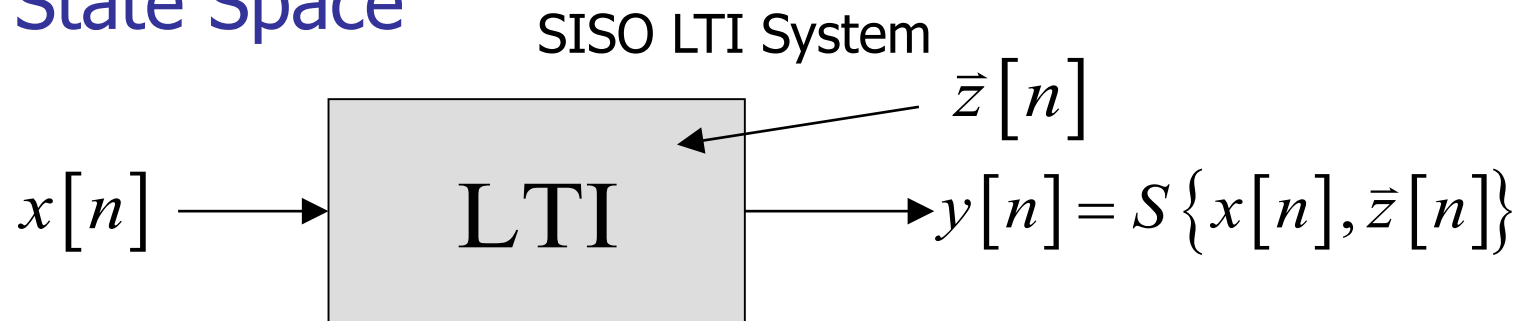 State Space
SISO LTI System
z⃗[n]
x[n]
LTI
y[n] = S{x[n], z⃗[n]}